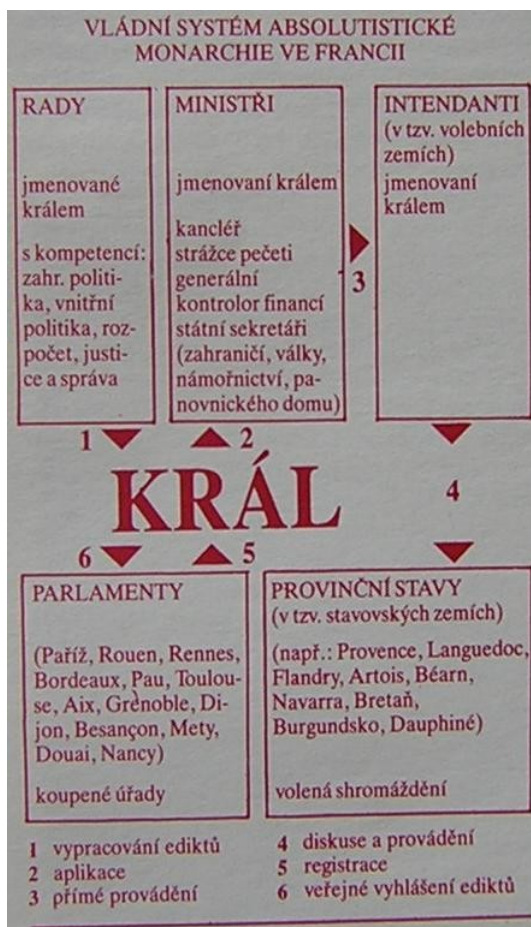 VLÁDNÍ SYSTÉM ABSOLUTISTICKÉ
MONARCHIE VE FRANCII
RADY
jmenované
králem
s kompetencí:
zahr. politi-
ka, vnitřní
politika, roz-
počet, justi-
ce a správa
MINISTŘI
jmenovaní králem
kancléř
strážce pečeti
generální
kontrolor financí
státní sekretáři
(zahraničí, války,
námořnictví, pa-
novnického domu)
3
INTENDANTI
(v tzv. volebních
zemích)
jmenovaní
králem
1
2
KRÁL
4
6
5
PARLAMENTY
(Paříž, Rouen, Rennes,
Bordeaux, Pau, Toulou-
se, Aix, Grenoble, Di-
jon, Besançon, Mety,
Douai, Nancy)
koupené úřady
PROVINČNÍ STAVY
(v tzv. stavovských zemích)
(např.: Provence, Languedoc,
Flandry, Artois, Béarn,
Navarra, Bretaň,
Burgundsko, Dauphiné)
volená shromáždění
1 vypracování ediktů
2 aplikace
3 přímé provádění
4 diskuse a provádění
5 registrace
6 veřejné vyhlášení ediktů